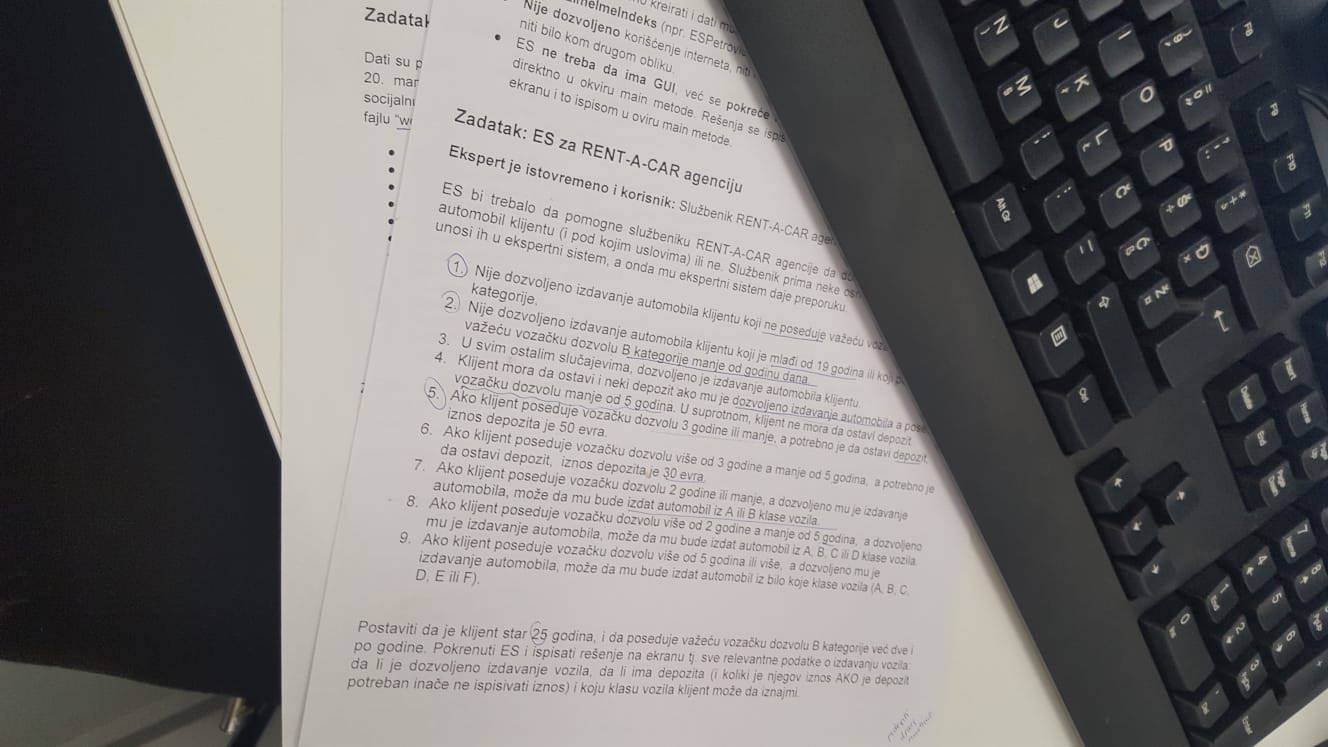 Zadatak
Dati su p
20. mar
socijalni
fajlu "w
kreirati i dati
Nije dozvoljeno korišćenje interneta, niti
niti bilo kom drugom obliku.
• ES ne treba da ima GUI, već se pokreće
direktno u okviru main metode. Rešenja se ispis
ekranu i to ispisom u oviru main metode.
Zadatak: ES za RENT-A-CAR agenciju
Ekspert je istovremeno i korisnik: Službenik RENT-A-CAR agen
ES bi trebalo da pomogne službeniku RENT-A-CAR agencije da
automobil klijentu (i pod kojim uslovima) ili ne. Službenik prima neke osn
unosi ih u ekspertni sistem, a onda mu ekspertni sistem daje preporuku.
1. Nije dozvoljeno izdavanje automobila klijentu koji ne poseduje važeću voz
kategorije.
2. Nije dozvoljeno izdavanje automobila klijentu koji je mlađi od 19 godina ili koji
važeću vozačku dozvolu B kategorije manje od godinu dana.
3. U svim ostalim slučajevima, dozvoljeno je izdavanje automobila klijentu.
4. Klijent mora da ostavi i neki depozit ako mu je dozvoljeno izdavanje automobila a pos
vozačku dozvolu manje od 5 godina. U suprotnom, klijent ne mora da ostavi depozit
5. Ako klijent poseduje vozačku dozvolu 3 godine ili manje, a potrebno je da ostavi depozit,
iznos depozita je 50 evra.
6. Ako klijent poseduje vozačku dozvolu više od 3 godine a manje od 5 godina, a potrebno je
da ostavi depozit, iznos depozita je 30 evra.
7. Ako klijent poseduje vozačku dozvolu 2 godine ili manje, a dozvoljeno mu je izdavanje
automobila, može da mu bude izdat automobil iz A ili B klase vozila.
8. Ako klijent poseduje vozačku dozvolu više od 2 godine a manje od 5 godina, a dozvoljeno
mu je izdavanje automobila, može da mu bude izdat automobil iz A, B, C ili D klase vozila.
9. Ako klijent poseduje vozačku dozvolu više od 5 godina ili više, a dozvoljeno mu je
izdavanje automobila, može da mu bude izdat automobil iz bilo koje klase vozila (A, B, C,
D, E ili F).
Postaviti da je klijent star 25 godina, i da poseduje važeću vozačku dozvolu B kategorije već dve i
po godine. Pokrenuti ES i ispisati rešenje na ekranu tj. sve relevantne podatke o izdavanju vozila:
da li je dozvoljeno izdavanje vozila, da li ima depozita (i koliki je njegov iznos AKO je depozit
potreban inače ne ispisivati iznos) i koju klasu vozila klijent može da iznajmi.